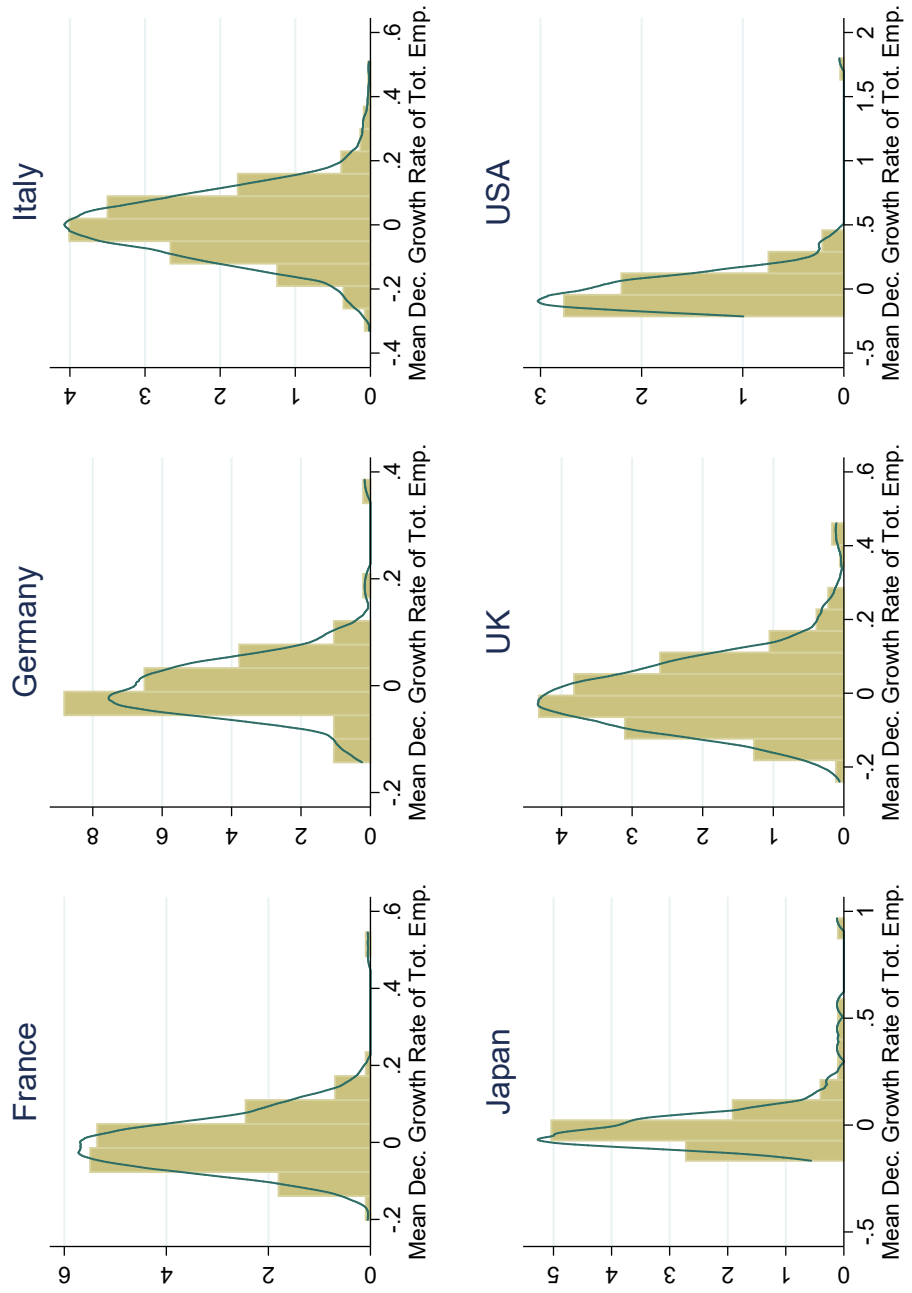 France
6
4
2
0
-.2 0 .2 .4 .6
Mean Dec. Growth Rate of Tot. Emp.
Germany
8
6
4
2
0
-.2 0 .2 .4
Mean Dec. Growth Rate of Tot. Emp.
Italy
4
3
2
1
0
-.4 -.2 0 .2 .4 .6
Mean Dec. Growth Rate of Tot. Emp.
Japan
5
4
3
2
1
0
-.5 0 .5 1
Mean Dec. Growth Rate of Tot. Emp.
UK
4
3
2
1
0
-.2 0 .2 .4 .6
Mean Dec. Growth Rate of Tot. Emp.
USA
3
2
1
0
-.5 0 .5 1 1.5 2
Mean Dec. Growth Rate of Tot. Emp.